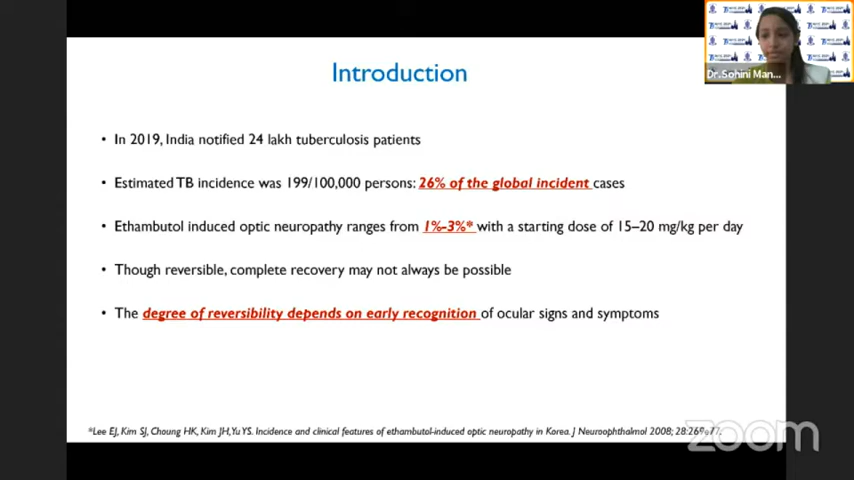 Introduction
Dr.Sohini Man...
• In 2019, India notified 24 lakh tuberculosis patients
• Estimated TB incidence was 199/100,000 persons: 26% of the global incident cases
• Ethambutol induced optic neuropathy ranges from 1%-3%* with a starting dose of 15–20 mg/kg per day
• Though reversible, complete recovery may not always be possible
• The degree of reversibility depends on early recognition of ocular signs and symptoms
*Lee EJ, Kim SJ, Choung HK, Kim JH, Yu YS. Incidence and clinical features of ethambutol-induced optic neuropathy in Korea. J Neuroophthalmol 2008; 28:269e77.
zoom